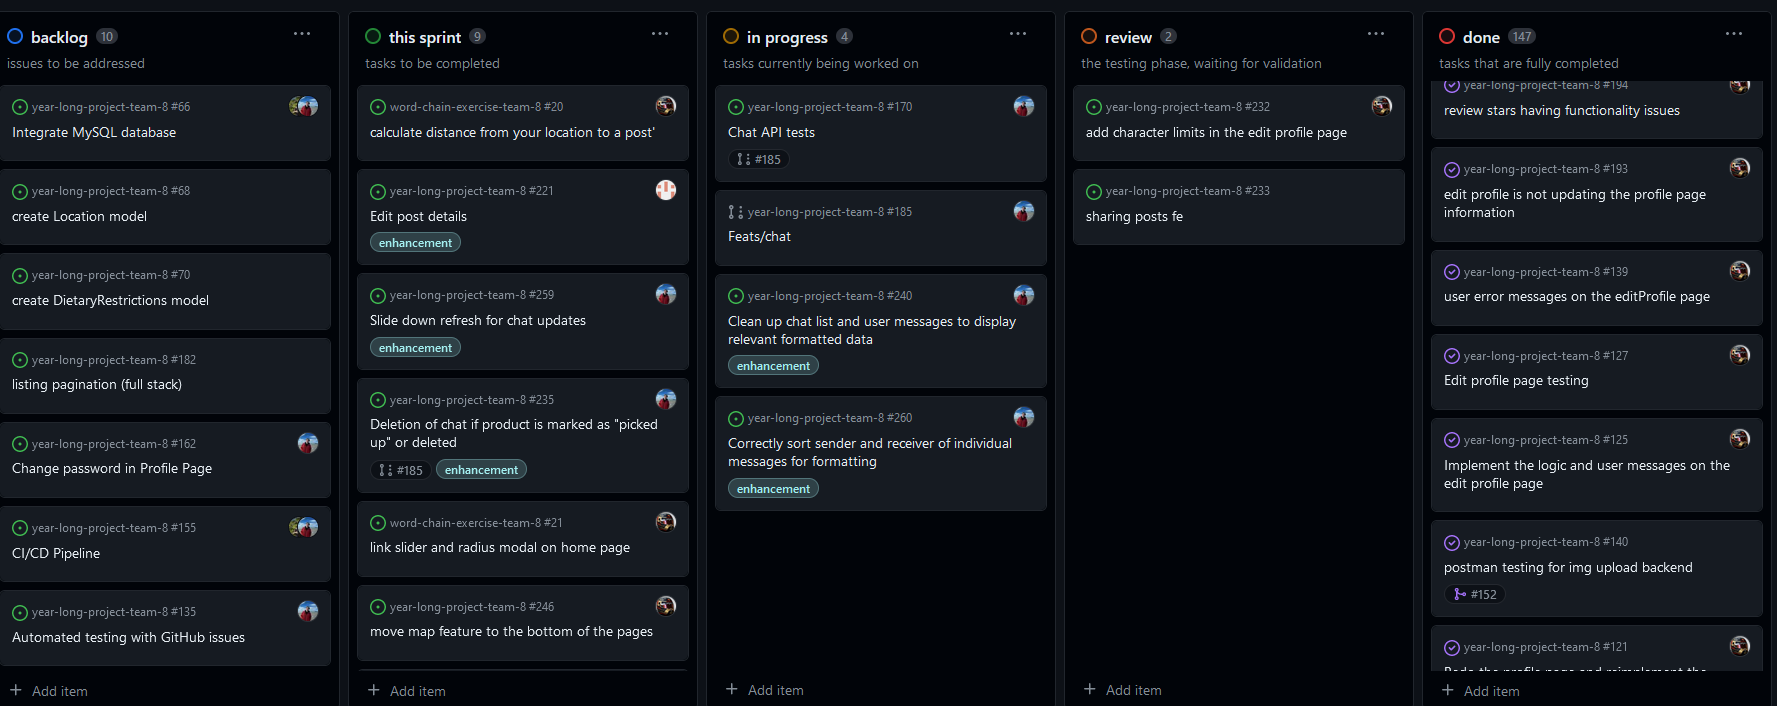 backlog 10
issues to be addressed
year-long-project-team-8 #66
Integrate MySQL database
year-long-project-team-8 #68
create Location model
year-long-project-team-8 #70
create DietaryRestrictions model
year-long-project-team-8 #182
listing pagination (full stack)
year-long-project-team-8 #162
Change password in Profile Page
year-long-project-team-8 #155
CI/CD Pipeline
year-long-project-team-8 #135
Automated testing with GitHub issues
+ Add item
this sprint 9
tasks to be completed
word-chain-exercise-team-8 #20
calculate distance from your location to a post'
year-long-project-team-8 #221
Edit post details
enhancement
year-long-project-team-8 #259
Slide down refresh for chat updates
enhancement
year-long-project-team-8 #235
Deletion of chat if product is marked as "picked
up" or deleted
#185 enhancement
word-chain-exercise-team-8 #21
link slider and radius modal on home page
year-long-project-team-8 #246
move map feature to the bottom of the pages
+ Add item
in progress 4
tasks currently being worked on
year-long-project-team-8 #170
Chat API tests
#185
year-long-project-team-8 #185
Feats/chat
year-long-project-team-8 #240
Clean up chat list and user messages to display
relevant formatted data
enhancement
year-long-project-team-8 #260
Correctly sort sender and receiver of individual
messages for formatting
enhancement
+ Add item
review 2
the testing phase, waiting for validation
year-long-project-team-8 #232
add character limits in the edit profile page
year-long-project-team-8 #233
sharing posts fe
+ Add item
done 147
tasks that are fully completed
year-long-project-team-8 #194
review stars having functionality issues
year-long-project-team-8 #193
edit profile is not updating the profile page
information
year-long-project-team-8 #139
user error messages on the editProfile page
year-long-project-team-8 #127
Edit profile page testing
year-long-project-team-8 #125
Implement the logic and user messages on the
edit profile page
year-long-project-team-8 #140
postman testing for img upload backend
#152
year-long-project-team-8 #121
Redo the profile page and reimplement the
+ Add item